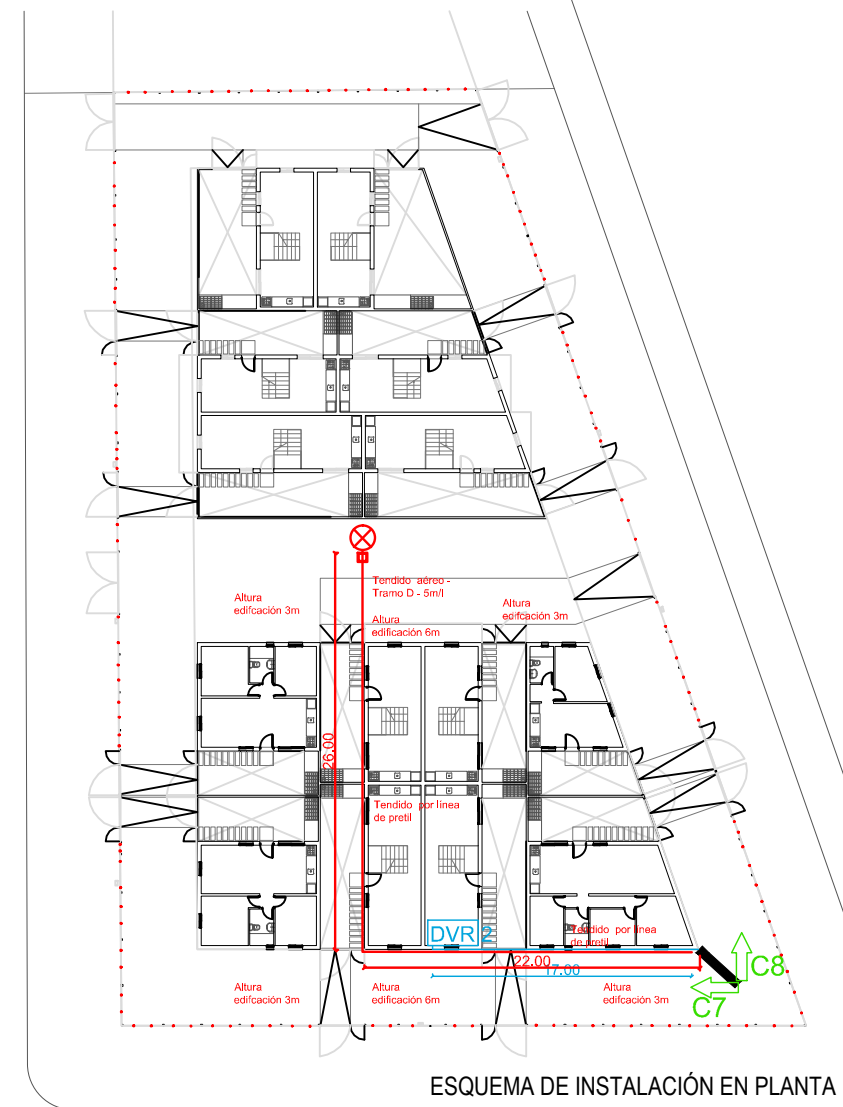 Tendido aéreo -
Tramo D - 5m/l
Altura
edifcación 3m
Altura
edifcación 3m
Altura
edificación 6m
26.00
Tendido por línea
de pretil
DVR 2
Tendido por línea
de pretil
22.00
17.00
C8
C7
Altura
edifcación 3m
Altura
edificación 6m
Altura
edifcación 3m
ESQUEMA DE INSTALACIÓN EN PLANTA